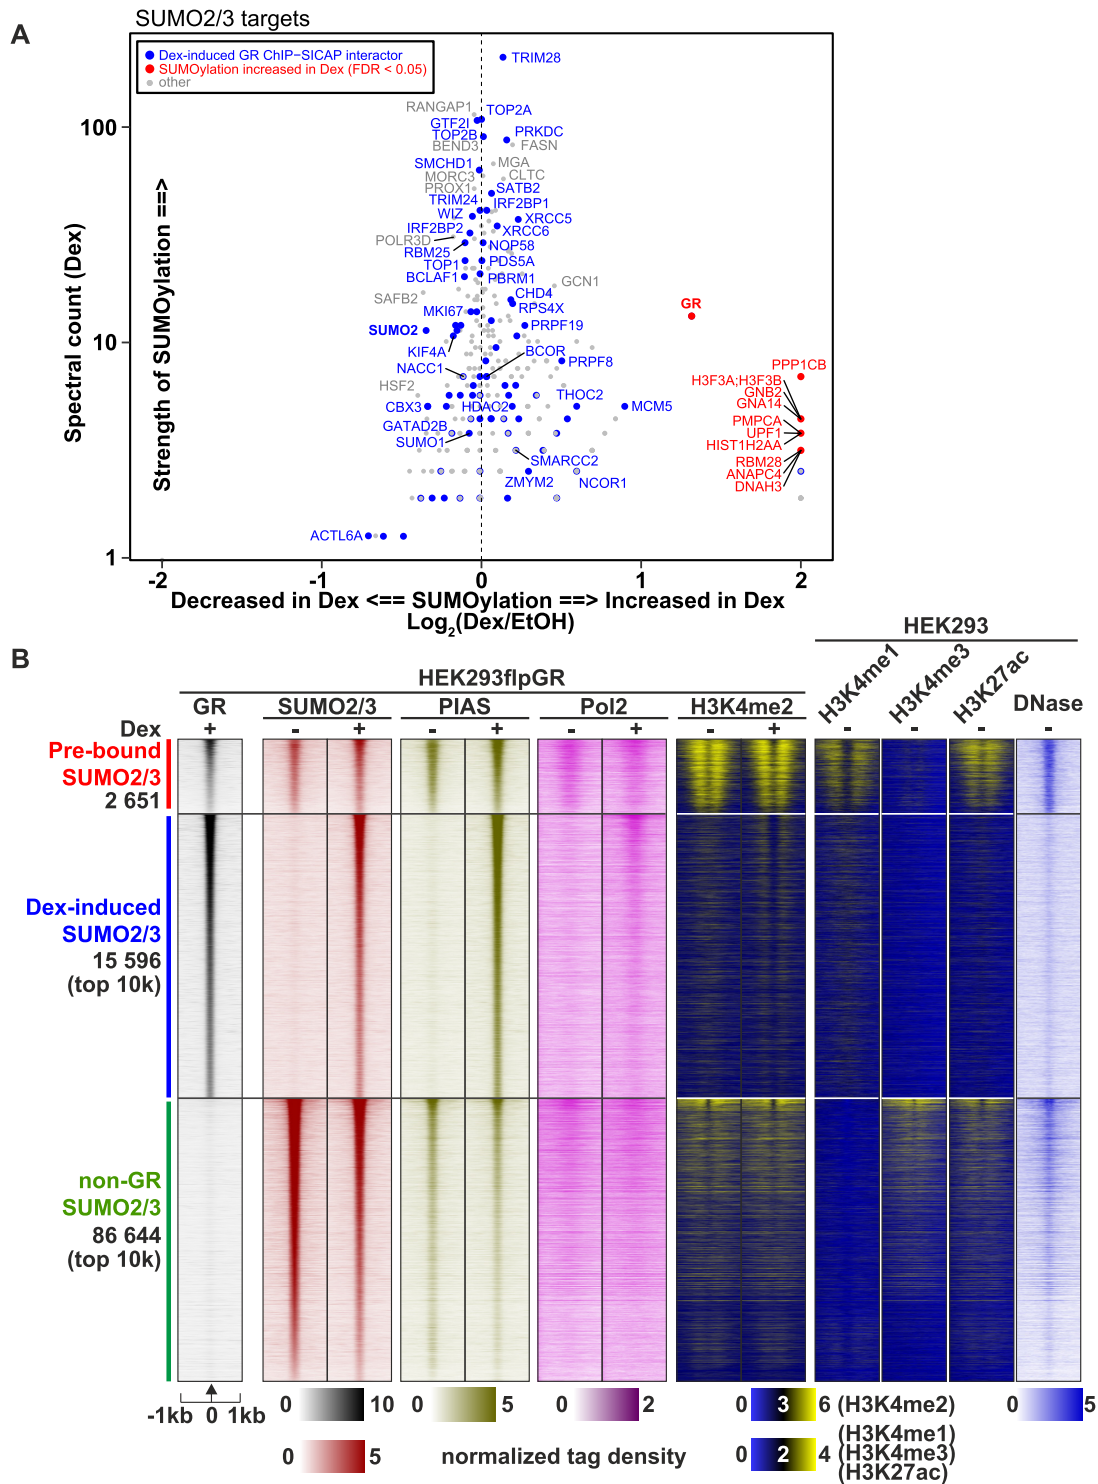 A
SUMO2/3 targets
Dex-induced GR ChIP−SICAP interactor
SUMOylation increased in Dex (FDR < 0.05)
other
TRIM28
RANGAP1
TOP2A
GTF2I
TOP2B
PRKDC
BEND3
FASN
SMCHD1
MGA
MORC3
CLTC
PROX1
SATB2
TRIM24
IRF2BP1
WIZ
XRCC5
IRF2BP2
XRCC6
POLR3D
NOP58
RBM25
TOP1
PDS5A
BCLAF1
PBRM1
GCN1
SAFB2
CHD4
RPS4X
MKI67
GR
SUMO2
PRPF19
KIF4A
BCOR
PRPF8
NACC1
PPP1CB
HSF2
H3F3A;H3F3B
GNB2
GNA14
THOC2
CBX3
HDAC2
MCM5
GATAD2B
PMPCA
UPF1
SUMO1
HIST1H2AA
SMARCC2
RBM28
ANAPC4
DNAH3
ZMYM2
NCOR1
ACTL6A
Spectral count (Dex)
Strength of SUMOylation ==>
100
10
1
-2
-1
0
1
2
Decreased in Dex <== SUMOylation ==> Increased in Dex
Log2(Dex/EtOH)
B
HEK293flpGR
HEK293
GR
SUMO2/3
PIAS
Pol2
H3K4me2
H3K4me1
H3K4me3
H3K27ac
DNase
Dex
+
-
+
-
+
-
+
-
+
-
-
-
-
Pre-bound
SUMO2/3
2 651
Dex-induced
SUMO2/3
15 596
(top 10k)
non-GR
SUMO2/3
86 644
(top 10k)
-1kb 0 1kb
0 10
0 5
0 5
0 2
normalized tag density
0 3 6 (H3K4me2)
0 2 4
(H3K4me1)
(H3K4me3)
(H3K27ac)
0 5